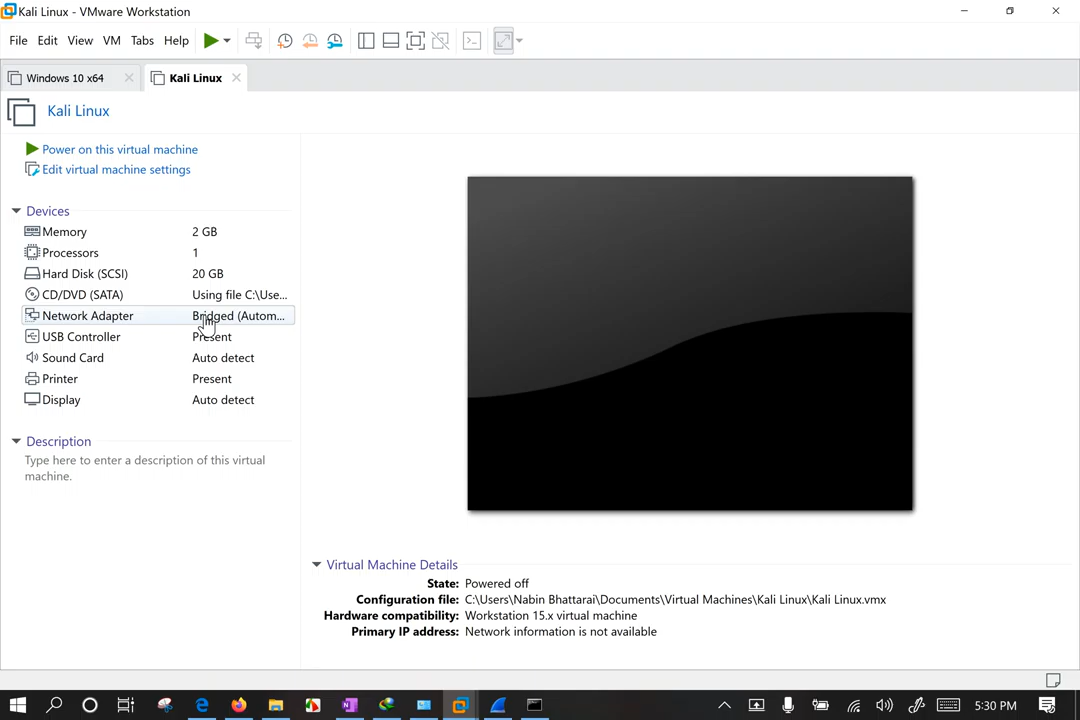 Kali Linux - VMware Workstation
File Edit View VM Tabs Help
Windows 10 x64
Kali Linux
Kali Linux
Power on this virtual machine
Edit virtual machine settings
Devices
Memory 2 GB
Processors 1
Hard Disk (SCSI) 20 GB
CD/DVD (SATA) Using file C:\Use...
Network Adapter Bridged (Autom...
USB Controller Present
Sound Card Auto detect
Printer Present
Display Auto detect
Description
Type here to enter a description of this virtual
machine.
Virtual Machine Details
State: Powered off
Configuration file: C:\Users\Nabin Bhattarai\Documents\Virtual Machines\Kali Linux\Kali Linux.vmx
Hardware compatibility: Workstation 15.x virtual machine
Primary IP address: Network information is not available
5:30 PM